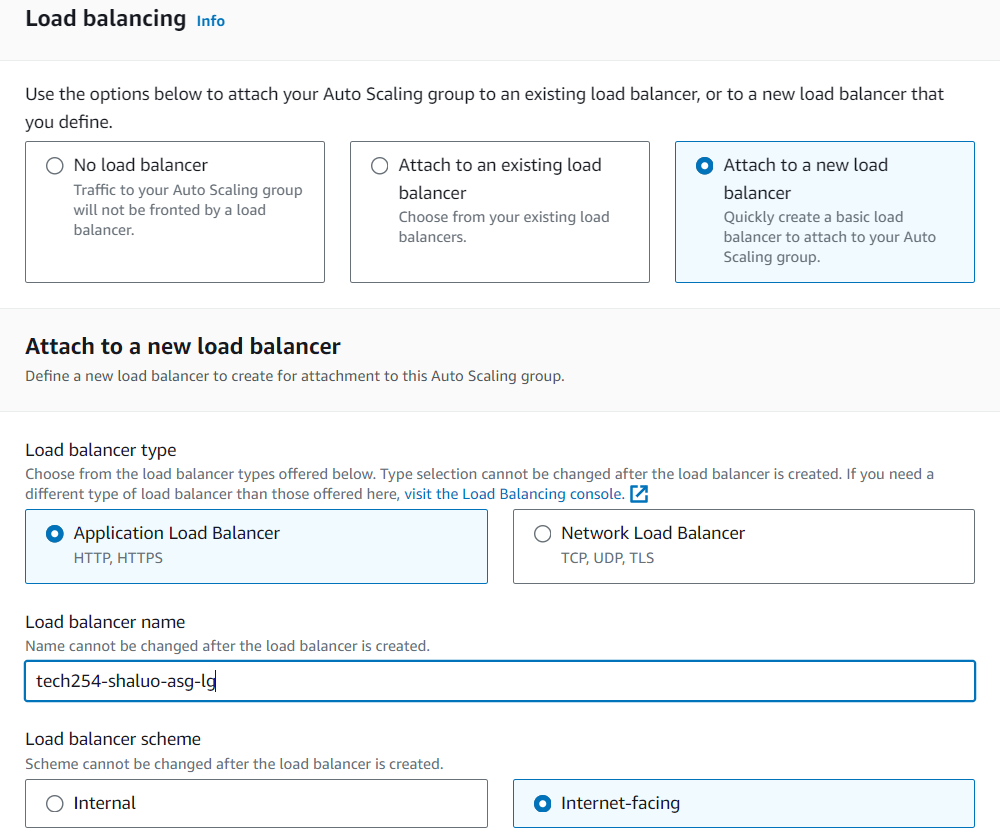 Load balancing Info
Use the options below to attach your Auto Scaling group to an existing load balancer, or to a new load balancer that
you define.
No load balancer
Traffic to your Auto Scaling group
will not be fronted by a load
balancer.
Attach to an existing load
balancer
Choose from your existing load
balancers.
Attach to a new load
balancer
Quickly create a basic load
balancer to attach to your Auto
Scaling group.
Attach to a new load balancer
Define a new load balancer to create for attachment to this Auto Scaling group.
Load balancer type
Choose from the load balancer types offered below. Type selection cannot be changed after the load balancer is created. If you need a
different type of load balancer than those offered here, visit the Load Balancing console.
Application Load Balancer
HTTP, HTTPS
Network Load Balancer
TCP, UDP, TLS
Load balancer name
Name cannot be changed after the load balancer is created.
tech254-shaluo-asg-lg
Load balancer scheme
Scheme cannot be changed after the load balancer is created.
Internal
Internet-facing